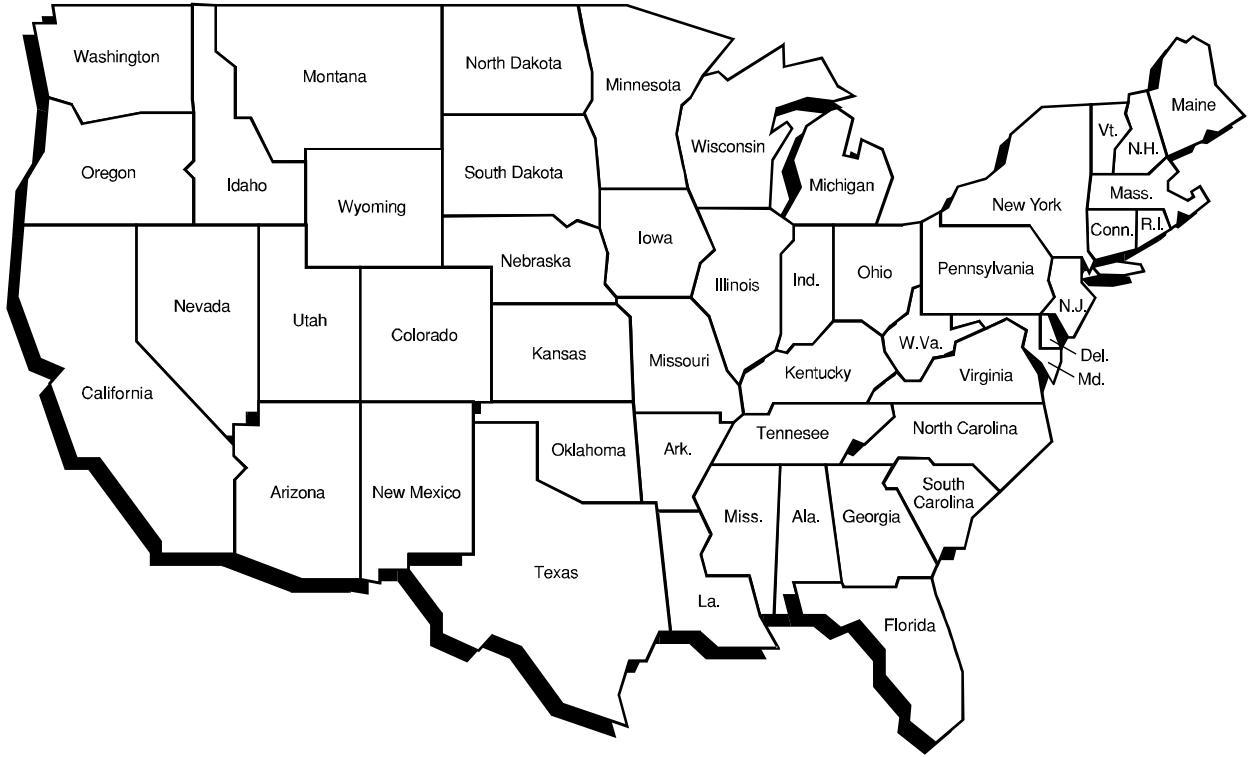 Washington
Montana
North Dakota
Minnesota
Maine
Vt.
N.H.
Oregon
Idaho
Wyoming
South Dakota
Wisconsin
Michigan
New York
Mass.
Conn.
R.I.
Nebraska
Iowa
Illinois
Ind.
Ohio
Pennsylvania
N.J.
Nevada
Utah
Colorado
Kansas
Missouri
Kentucky
W.Va.
Virginia
Del.
Md.
California
Arizona
New Mexico
Oklahoma
Ark.
Tennesee
North Carolina
South
Carolina
Texas
La.
Miss.
Ala.
Georgia
Florida